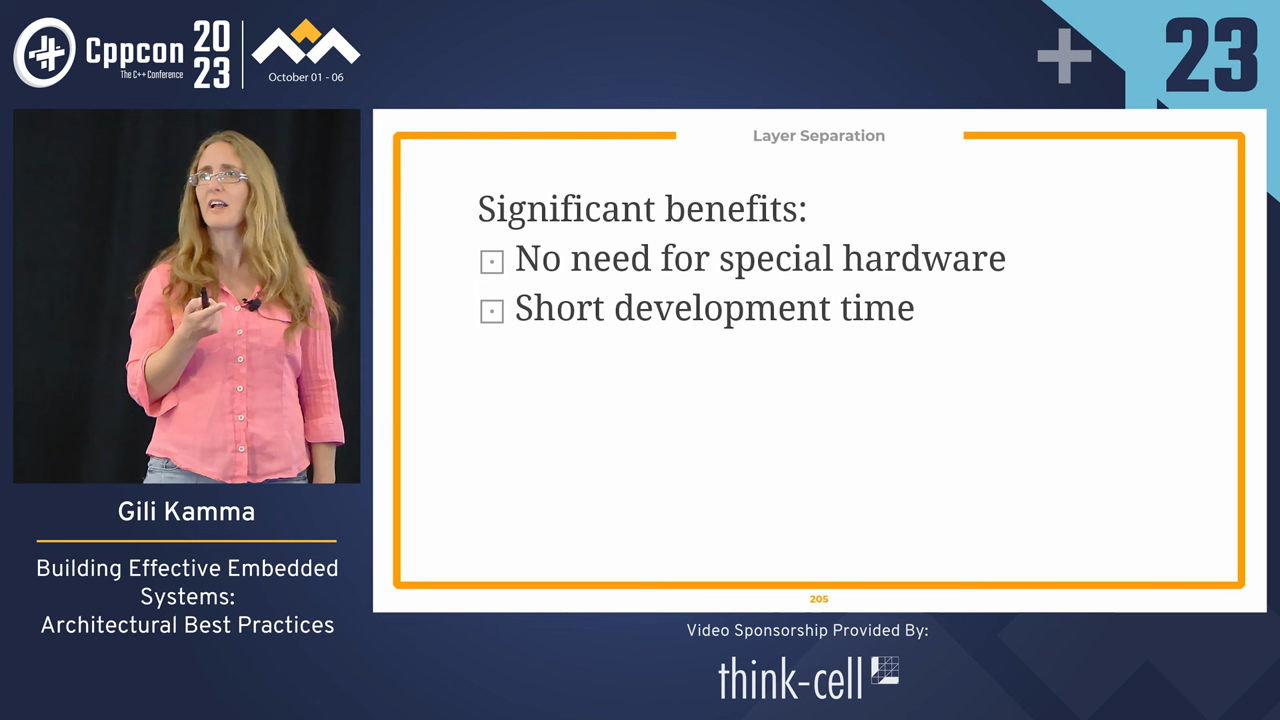 Cppcon
The C++ Conference
20
23
October 01 - 06
23
Layer Separation
Significant benefits:
No need for special hardware
Short development time
205
Gili Kamma
Building Effective Embedded
Systems:
Architectural Best Practices
Video Sponsorship Provided By:
think-cell